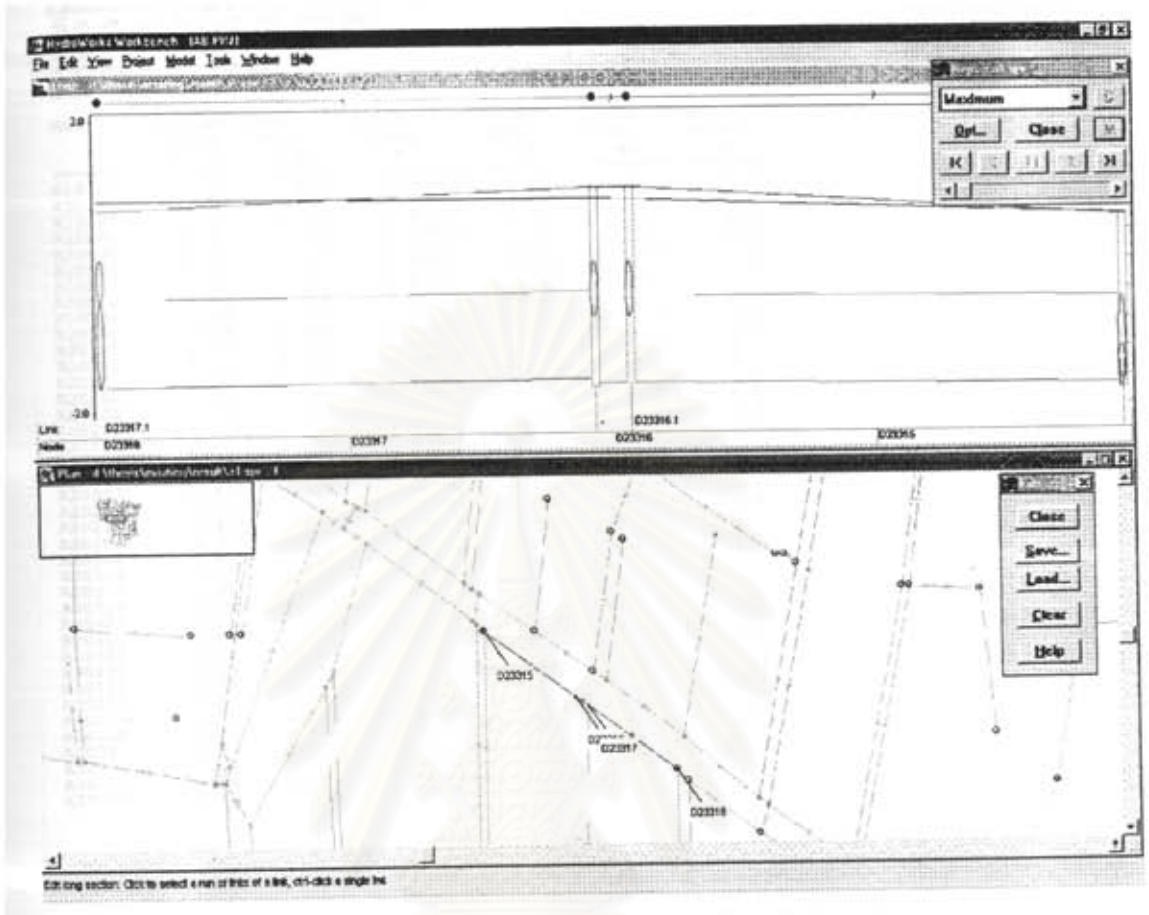 HydroWorks Workbench
File Edit View Project Model Tools Window Help
Maximum
Opt...
Close
M
2.0
-2.0
Link D23317.1 D23316.1
Node D23318 D23317 D23316 D23315
Close
Save...
Load...
Clear
Help
D23315
D23317
D23318
Edit long section: Click to select a run of links of a link, ctrl-click a single link